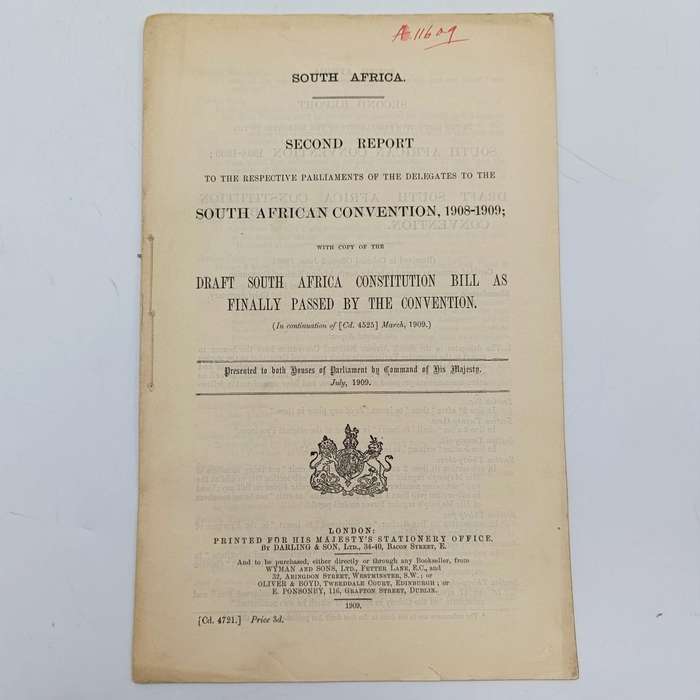 A11609
SOUTH AFRICA.
SECOND REPORT
TO THE RESPECTIVE PARLIAMENTS OF THE DELEGATES TO THE
SOUTH AFRICAN CONVENTION, 1908-1909;
WITH COPY OF THE
DRAFT SOUTH AFRICA CONSTITUTION BILL AS
FINALLY PASSED BY THE CONVENTION.
(In continuation of [Cd. 4525] March, 1909.)
Presented to both Houses of Parliament by Command of His Majesty.
July, 1909.
LONDON:
PRINTED FOR HIS MAJESTY'S STATIONERY OFFICE,
BY DARLING & SON, LTD., 34-40, BACON STREET, E.
And to be purchased, either directly or through any Bookseller, from
WYMAN AND SONS, LTD., FETTER LANE, E.C., and
32, ABINGDON STREET, WESTMINSTER, S.W.; or
OLIVER & BOYD, TWEEDDALE COURT, EDINBURGH; or
E. PONSONBY, 116, GRAFTON STREET, DUBLIN.
1909.
[Cd. 4721.] Price 3d.